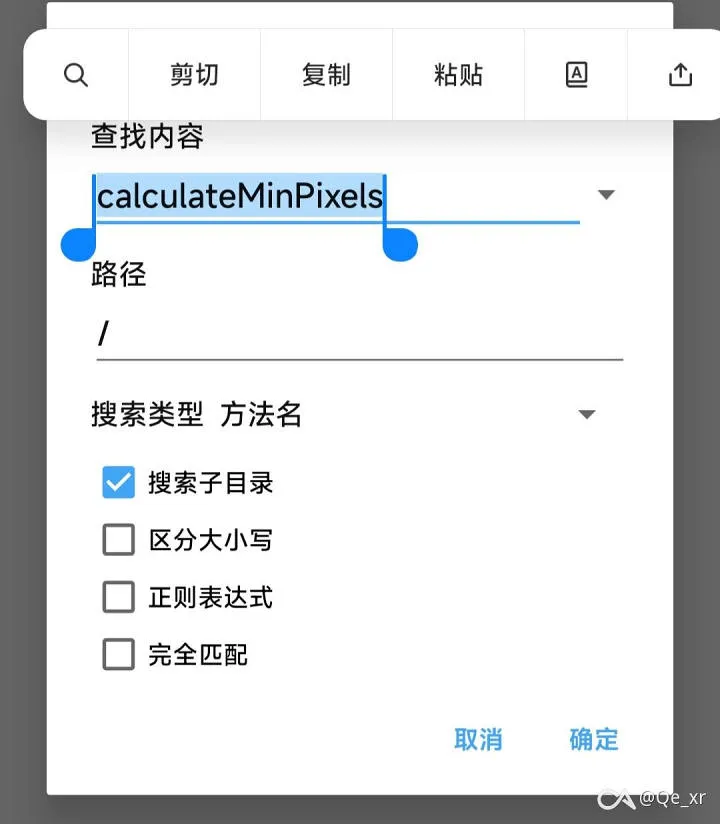 剪切 复制 粘贴 A
查找内容
calculateMinPixels
路径
/
搜索类型 方法名
搜索子目录
区分大小写
正则表达式
完全匹配
取消 确定
@Qe_xr